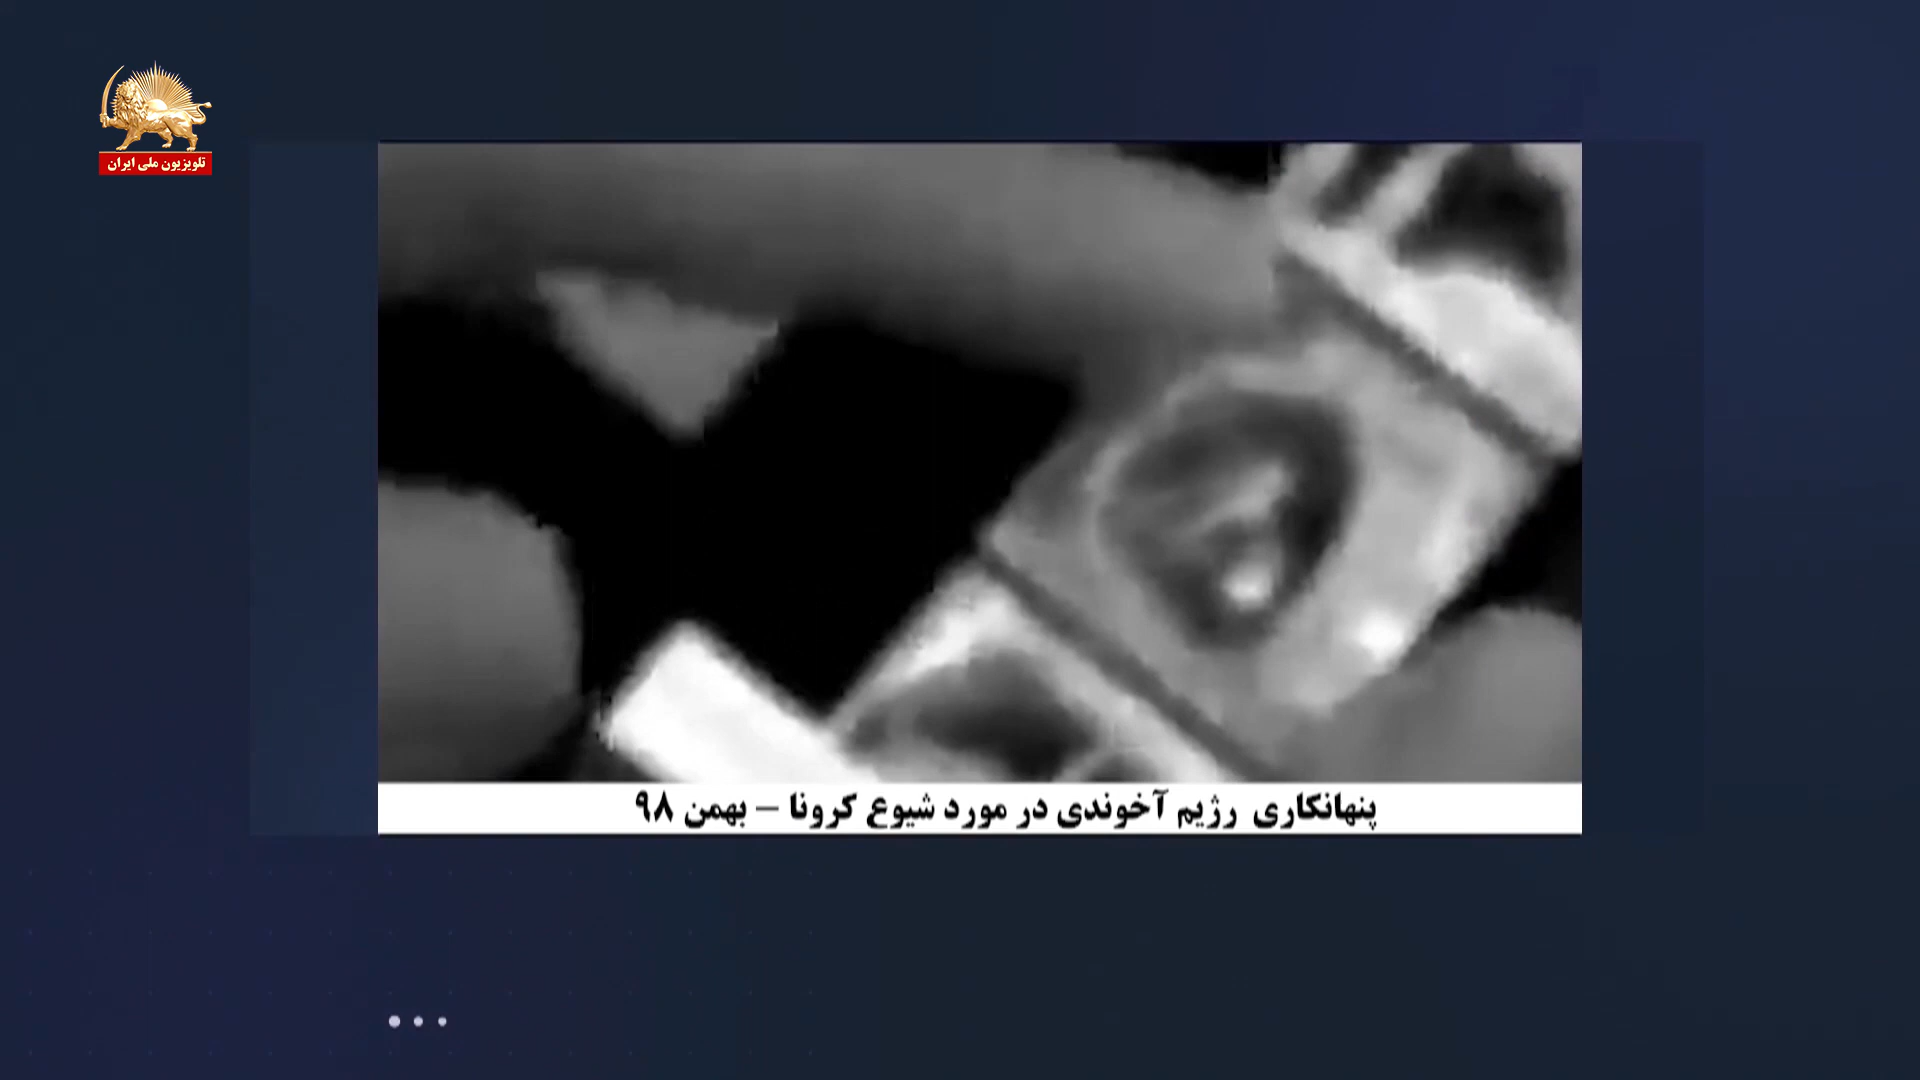 تلویزیون ملی ایران
پنهانکاری رژیم آخوندی در مورد شیوع کرونا – بهمن ۹۸